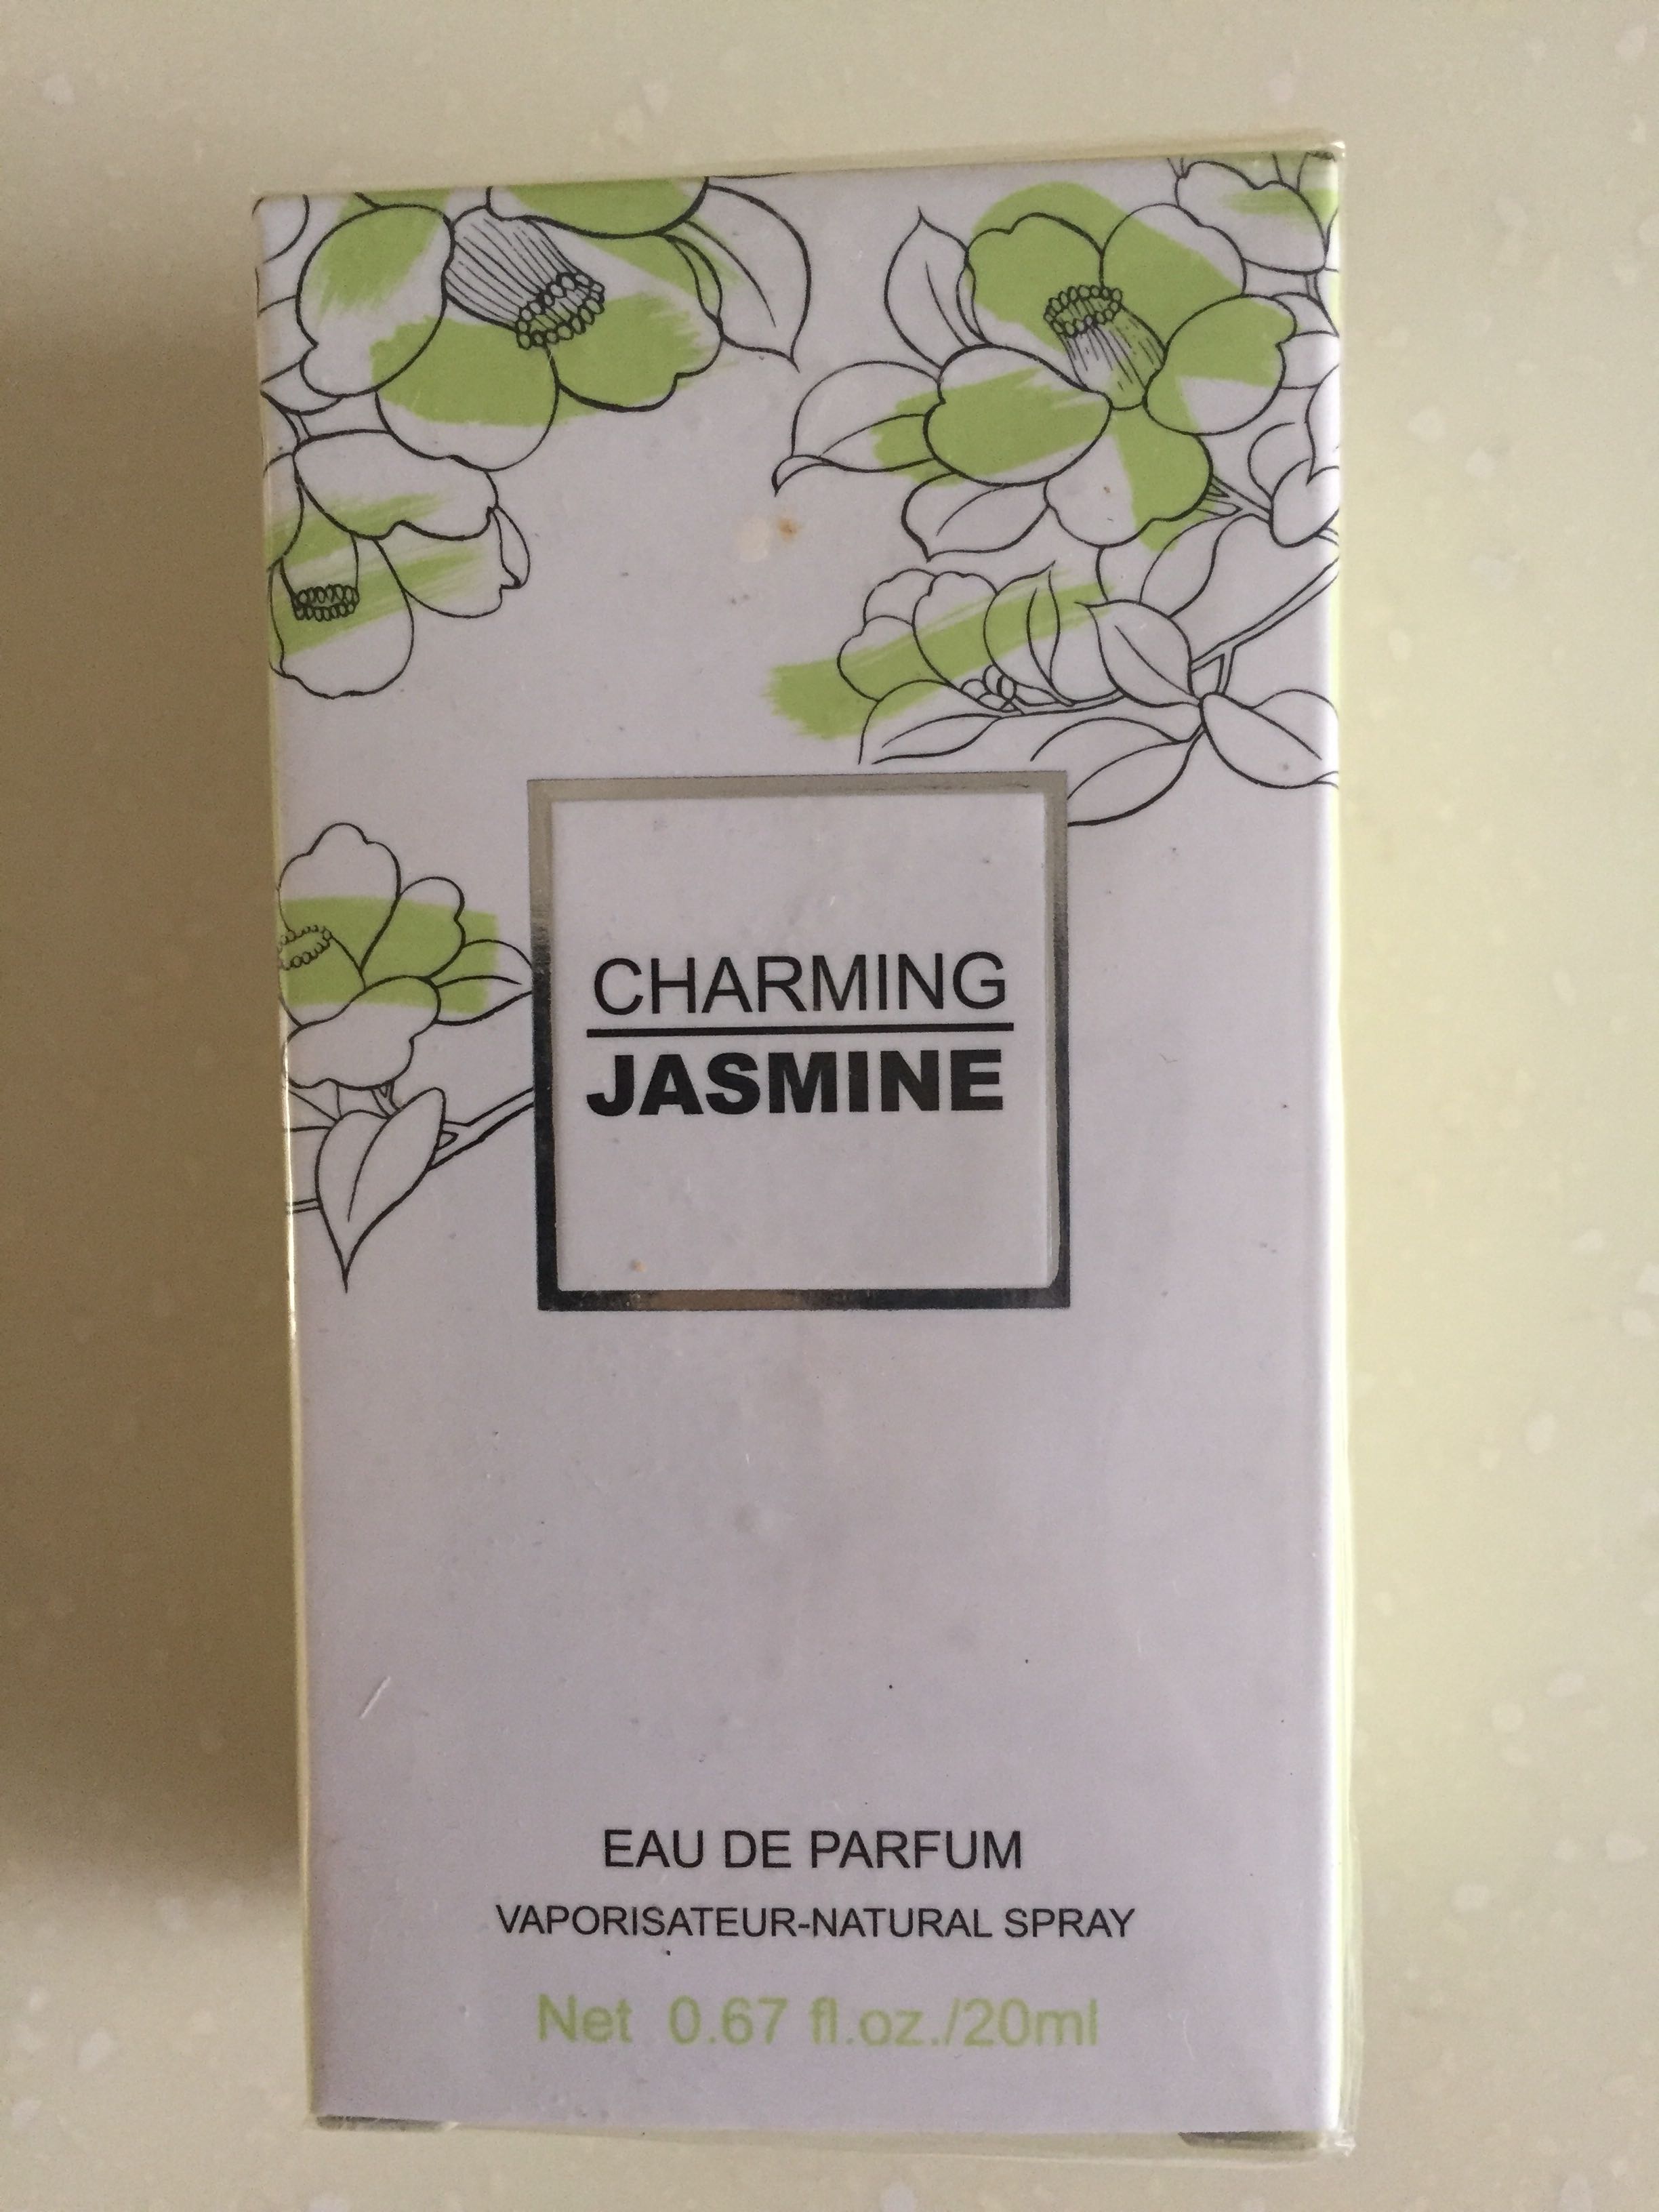 CHARMING
JASMINE
EAU DE PARFUM
VAPORISATEUR-NATURAL SPRAY
Net 0.67 fl.oz./20ml